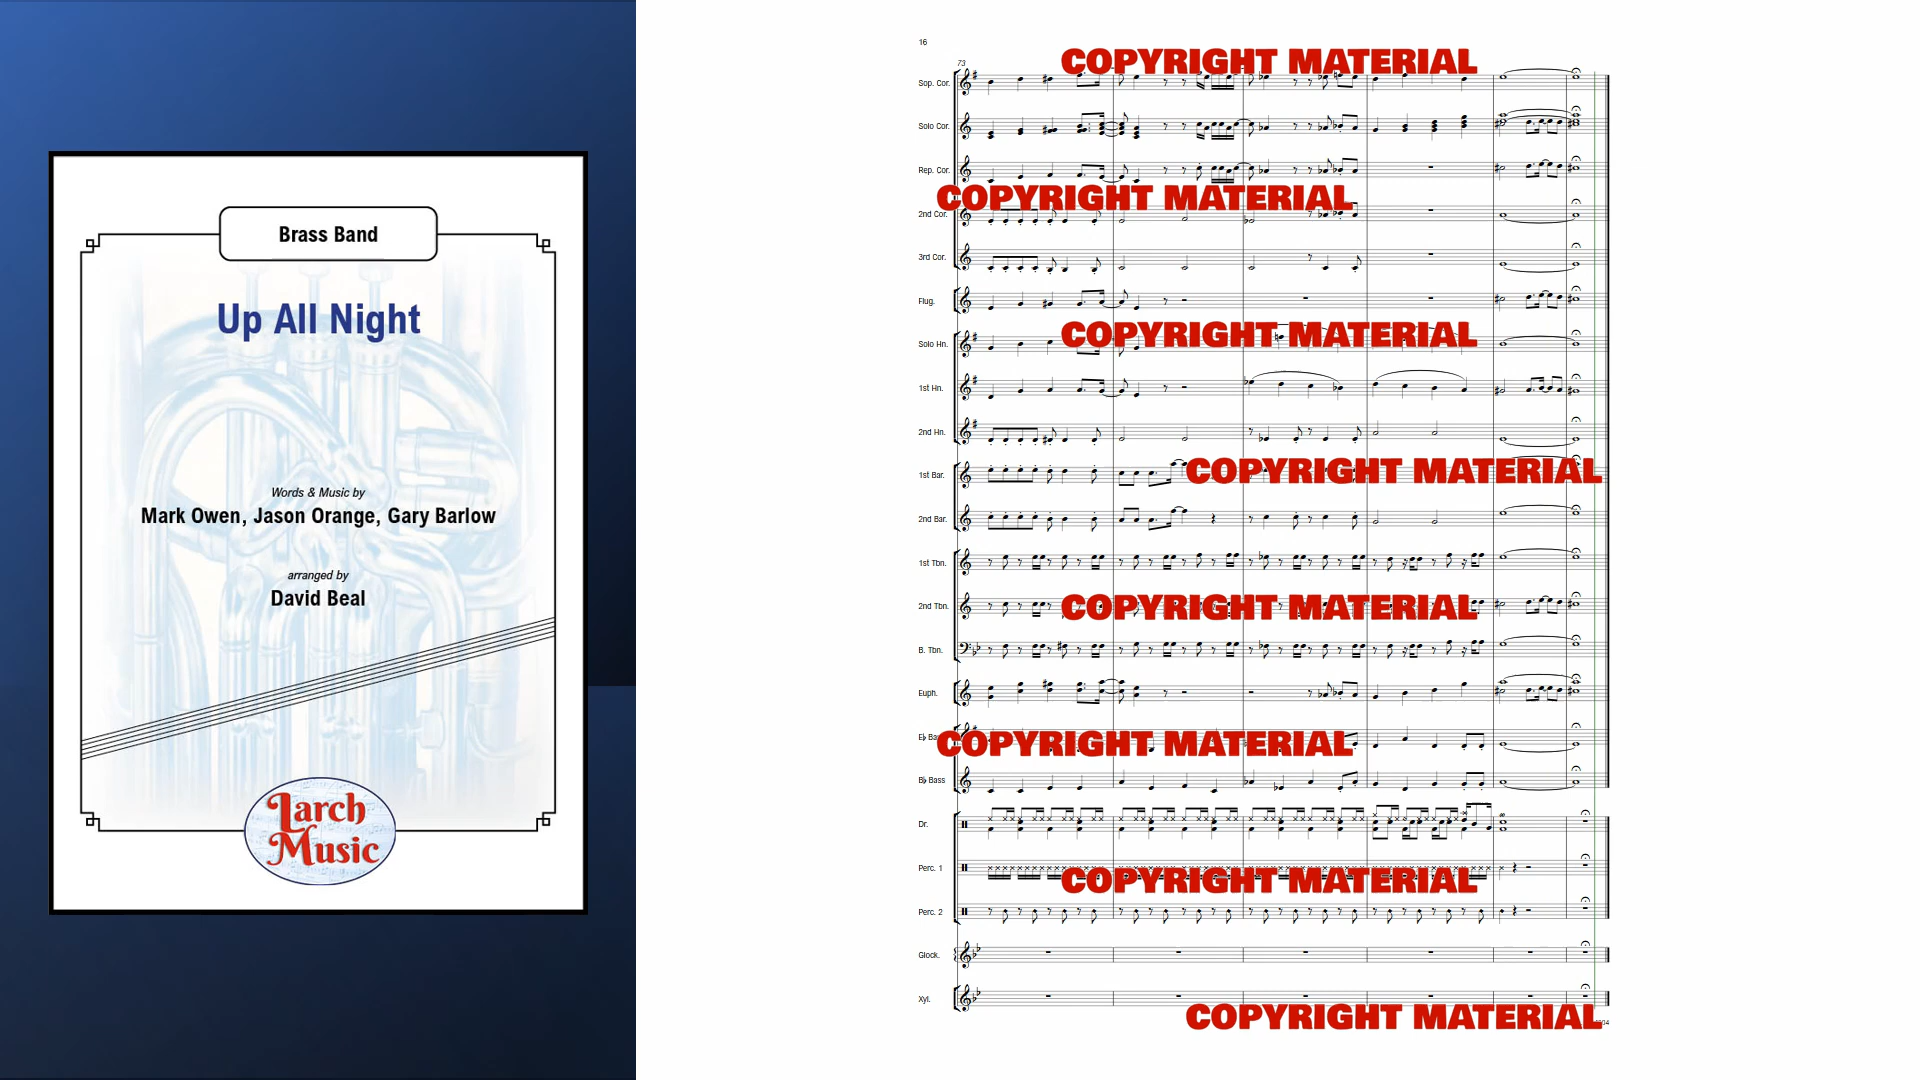 Brass Band
Up All Night
Words & Music by
Mark Owen, Jason Orange, Gary Barlow
arranged by
David Beal
Larch
Music
16
73
COPYRIGHT MATERIAL
Sop. Cor.
Solo Cor.
Rep. Cor.
COPYRIGHT MATERIAL
2nd Cor.
3rd Cor.
Flug.
COPYRIGHT MATERIAL
Solo Hn.
1st Hn.
2nd Hn.
COPYRIGHT MATERIAL
1st Bar.
2nd Bar.
1st Tbn.
2nd Tbn.
COPYRIGHT MATERIAL
B. Tbn.
Euph.
E♭
COPYRIGHT MATERIAL
B♭ Bass
Dr.
Perc. 1
COPYRIGHT MATERIAL
Perc. 2
Glock.
Xyl.
COPYRIGHT MATERIAL